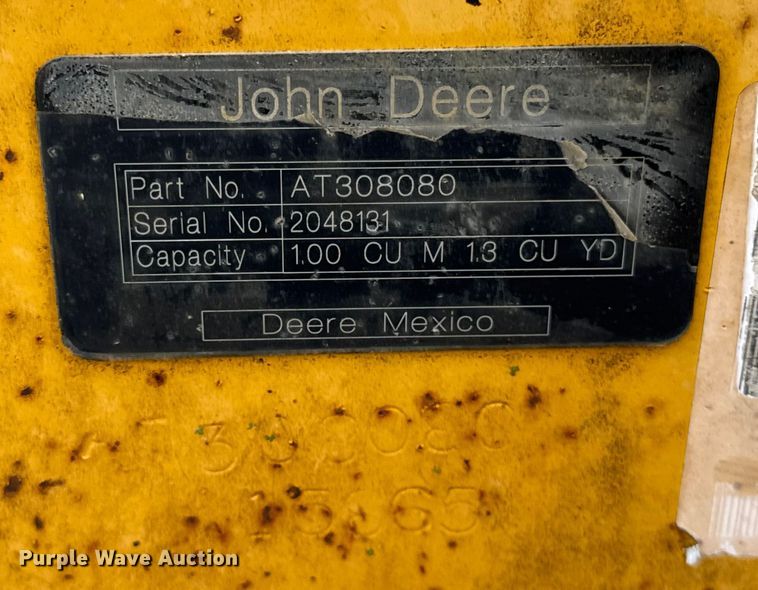 John Deere
Part No. AT308080
Serial No. 2048131
Capacity 1.00 CU M 1.3 CU YD
Deere Mexico
Purple Wave Auction